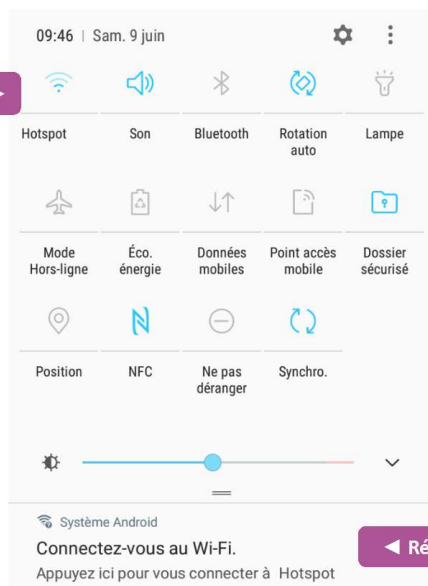 09:46 | Sam. 9 juin
Hotspot Son Bluetooth Rotation auto Lampe
Mode Hors-ligne Éco. énergie Données mobiles Point accès mobile Dossier sécurisé
Position NFC Ne pas déranger Synchro.
Système Android
Connectez-vous au Wi-Fi.
◄ Ré
Appuyez ici pour vous connecter à Hotspot